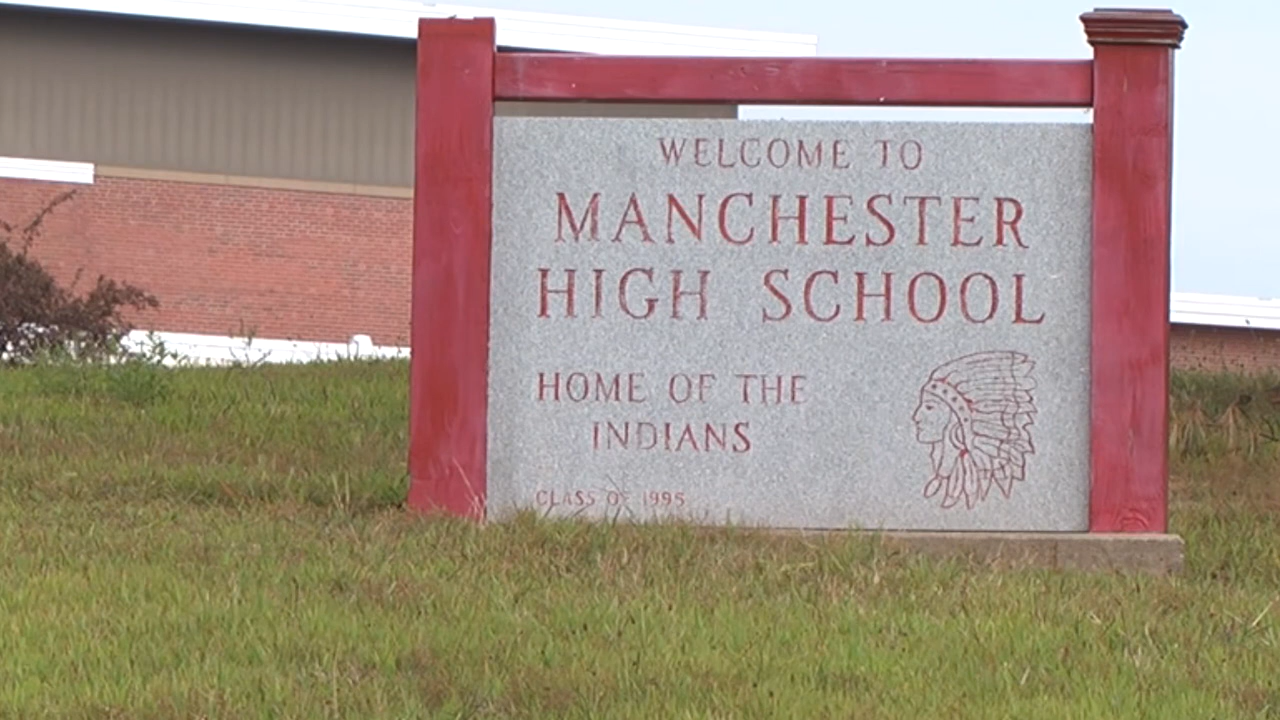 WELCOME TO
MANCHESTER
HIGH SCHOOL
HOME OF THE
INDIANS
CLASS OF 1995